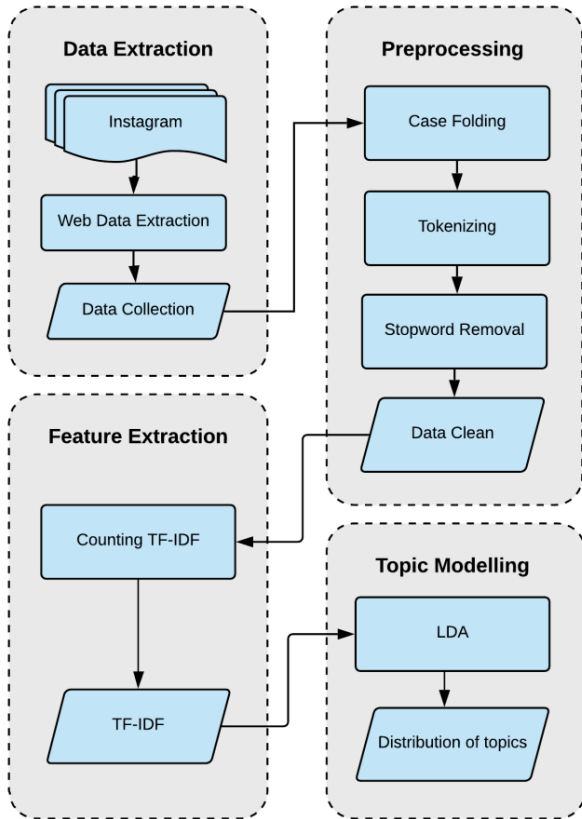 Data Extraction
Instagram
Web Data Extraction
Data Collection
Preprocessing
Case Folding
Tokenizing
Stopword Removal
Data Clean
Feature Extraction
Counting TF-IDF
TF-IDF
Topic Modelling
LDA
Distribution of topics